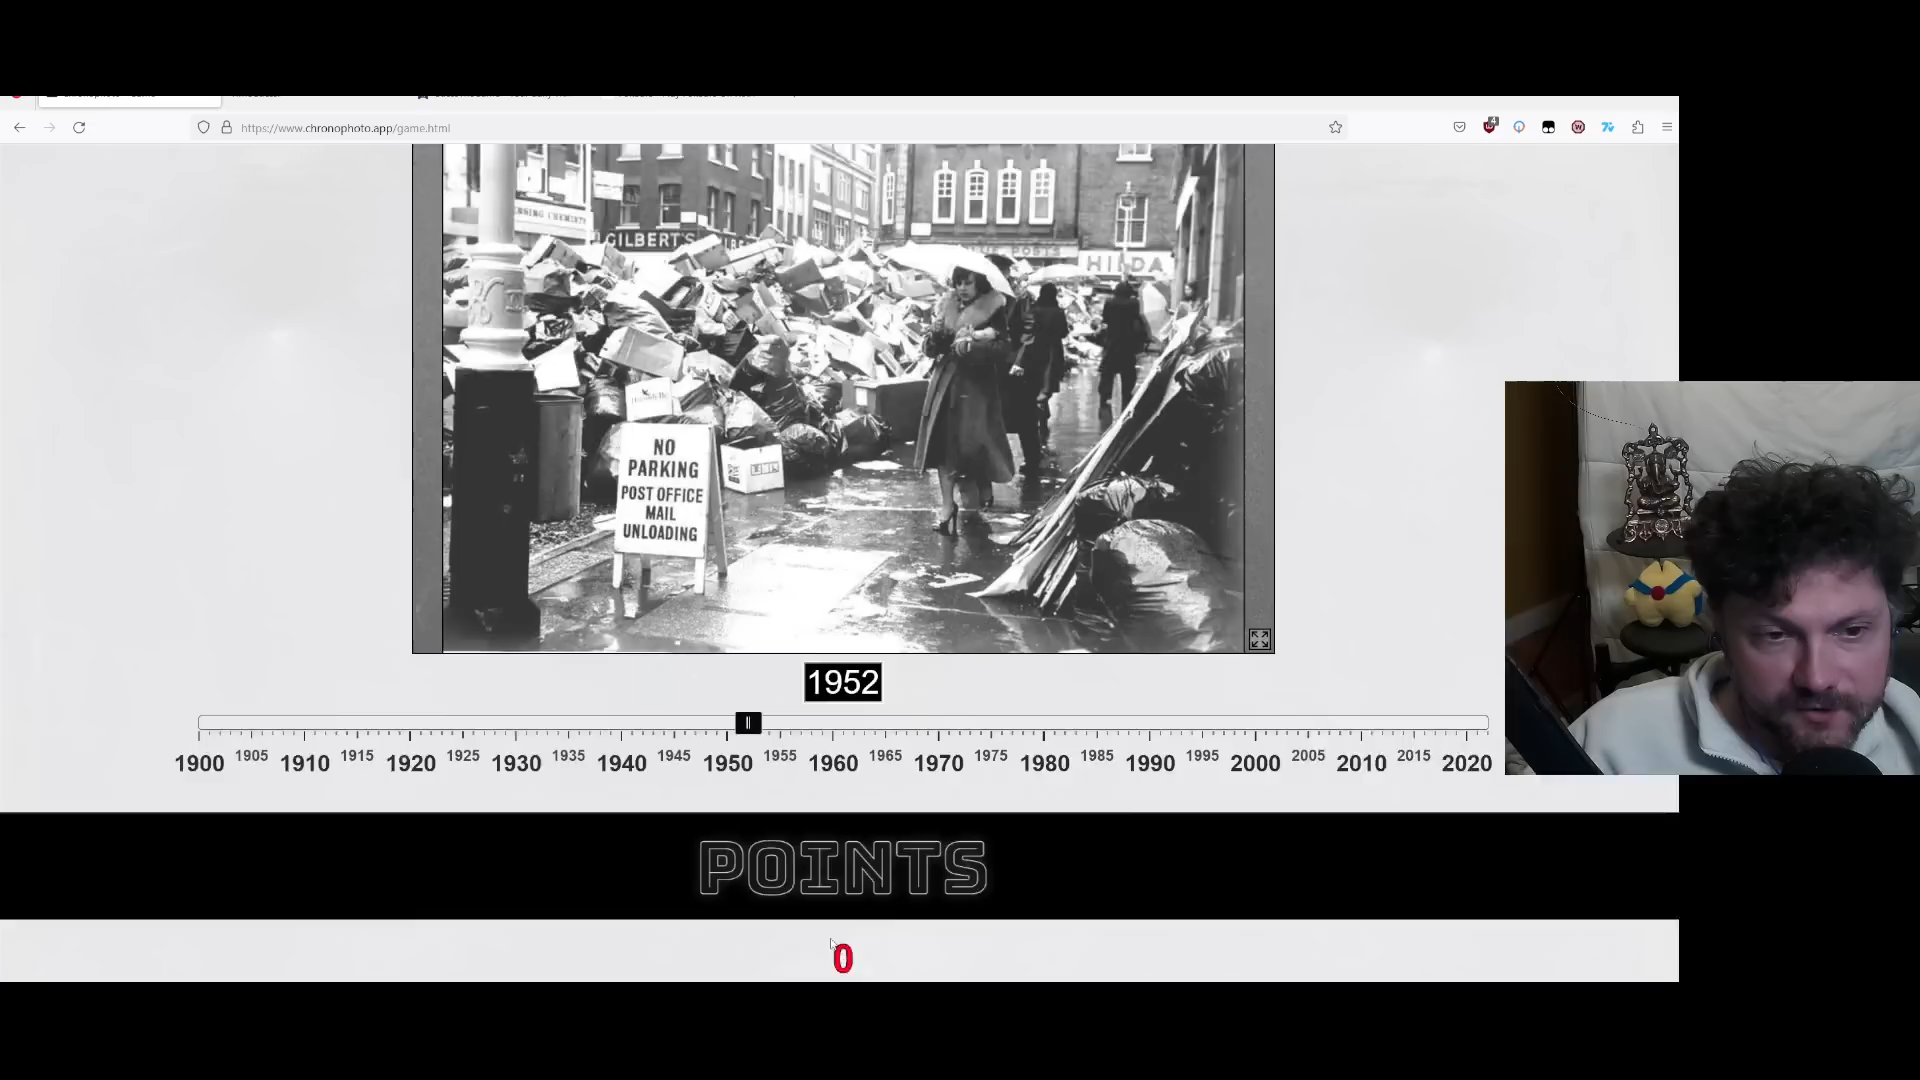 https://www.chronophoto.app/game.html
GILBERT'S
HILDA
NO
PARKING
POST OFFICE
MAIL
UNLOADING
1952
1900 1905 1910 1915 1920 1925 1930 1935 1940 1945 1950 1955 1960 1965 1970 1975 1980 1985 1990 1995 2000 2005 2010 2015 2020
POINTS
0